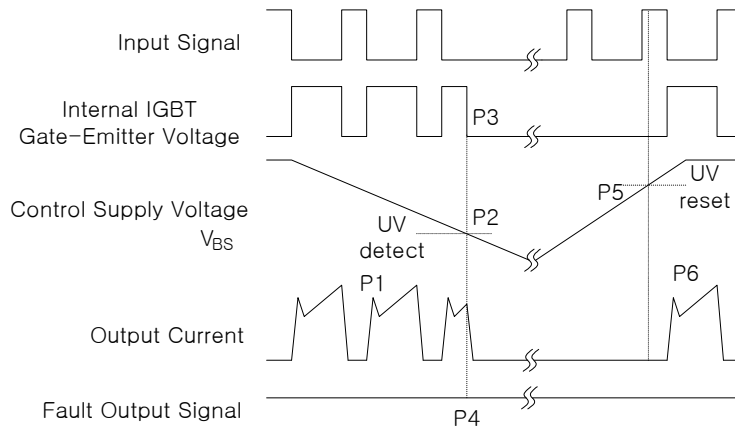 Input Signal
Internal IGBT
Gate-Emitter Voltage
P3
Control Supply Voltage
VBS
UV
detect
P2
P5
UV
reset
P1
P6
Output Current
Fault Output Signal
P4